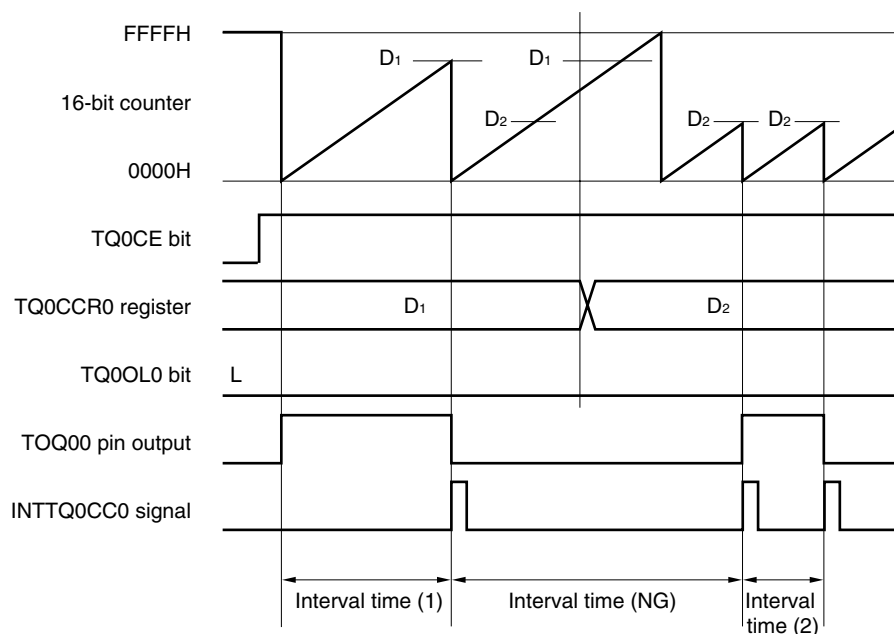 FFFFH
D1
D1
16-bit counter
D2
D2
D2
0000H
TQ0CE bit
TQ0CCR0 register
D1
D2
TQ0OL0 bit
L
TOQ00 pin output
INTTQ0CC0 signal
Interval time (1)
Interval time (NG)
Interval
time (2)